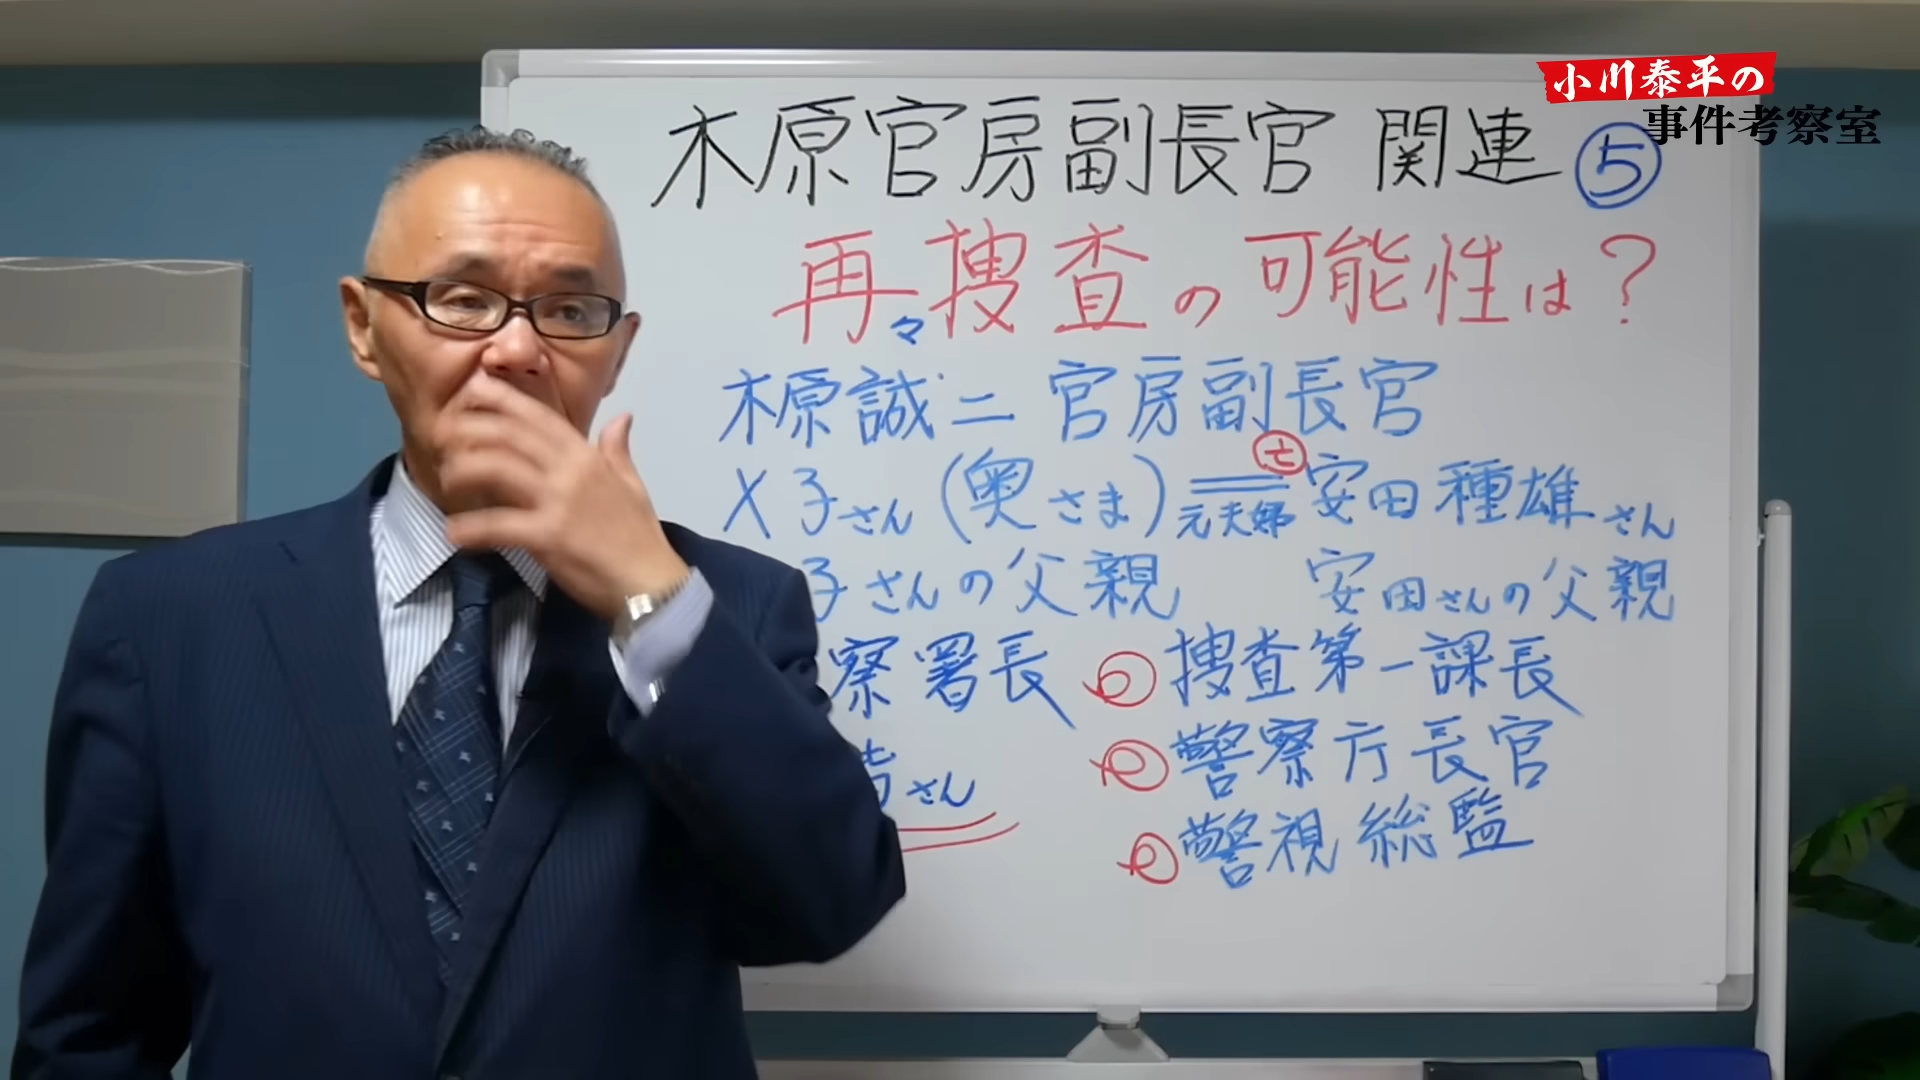 小川泰平の
事件考察室
木原官房副長官 関連 ⑤
再々捜査の可能性は?
木原誠二 官房副長官
X子さん(奥さま) 元夫婦 亡 安田種雄さん
子さんの父親 安田さんの父親
察署長 捜査第一課長
さん 警察庁長官
警視総監